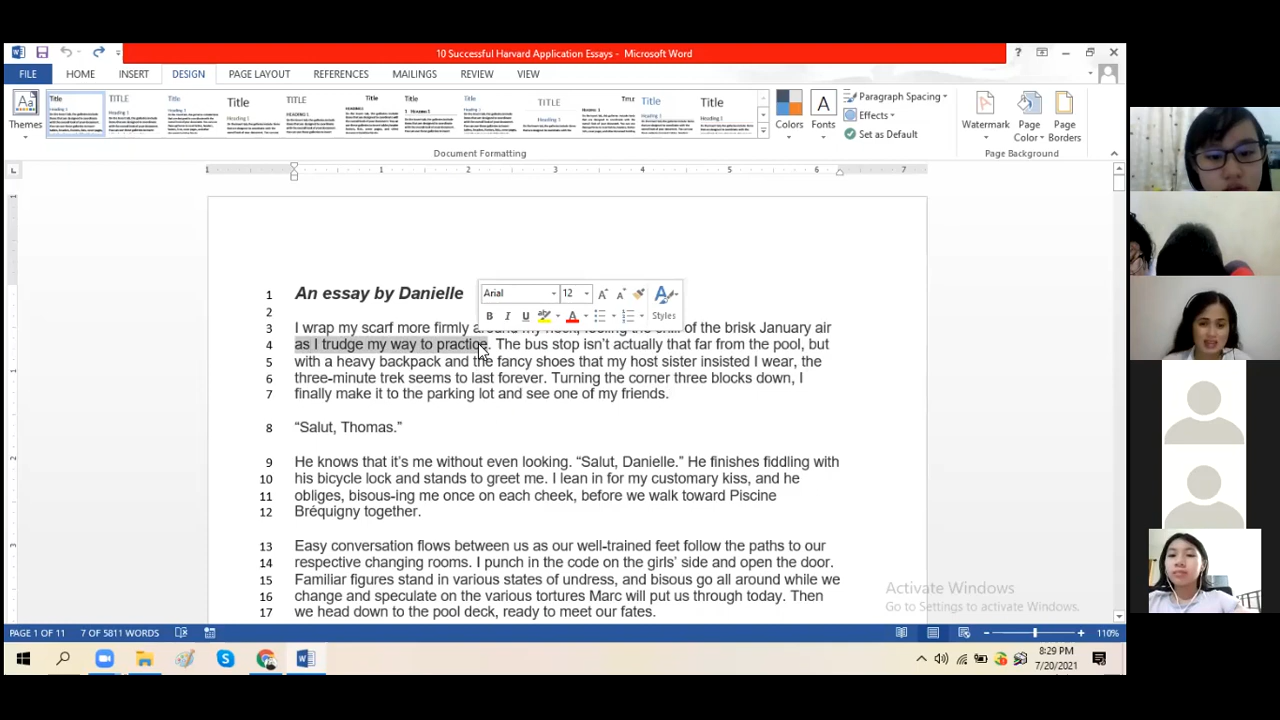 10 Successful Harvard Application Essays - Microsoft Word
FILE HOME INSERT DESIGN PAGE LAYOUT REFERENCES MAILINGS REVIEW VIEW
Themes
Colors Fonts
Paragraph Spacing
Effects
Set as Default
Watermark Page Color Page Borders
Document Formatting
Page Background
1 1 2 3 4 5 6 7
1 An essay by Danielle
Arial 12
B I U A Styles
2
3 I wrap my scarf more firmly around my neck, feeling the chill of the brisk January air
4 as I trudge my way to practice. The bus stop isn’t actually that far from the pool, but
5 with a heavy backpack and the fancy shoes that my host sister insisted I wear, the
6 three-minute trek seems to last forever. Turning the corner three blocks down, I
7 finally make it to the parking lot and see one of my friends.
8 “Salut, Thomas.”
9 He knows that it’s me without even looking. “Salut, Danielle.” He finishes fiddling with
10 his bicycle lock and stands to greet me. I lean in for my customary kiss, and he
11 obliges, bisous-ing me once on each cheek, before we walk toward Piscine
12 Bréquigny together.
13 Easy conversation flows between us as our well-trained feet follow the paths to our
14 respective changing rooms. I punch in the code on the girls’ side and open the door.
15 Familiar figures stand in various states of undress, and bisous go all around while we
16 change and speculate on the various tortures Marc will put us through today. Then
17 we head down to the pool deck, ready to meet our fates.
Activate Windows
Go to Settings to activate Windows.
PAGE 1 OF 11 7 OF 5811 WORDS 110%
8:29 PM
7/20/2021